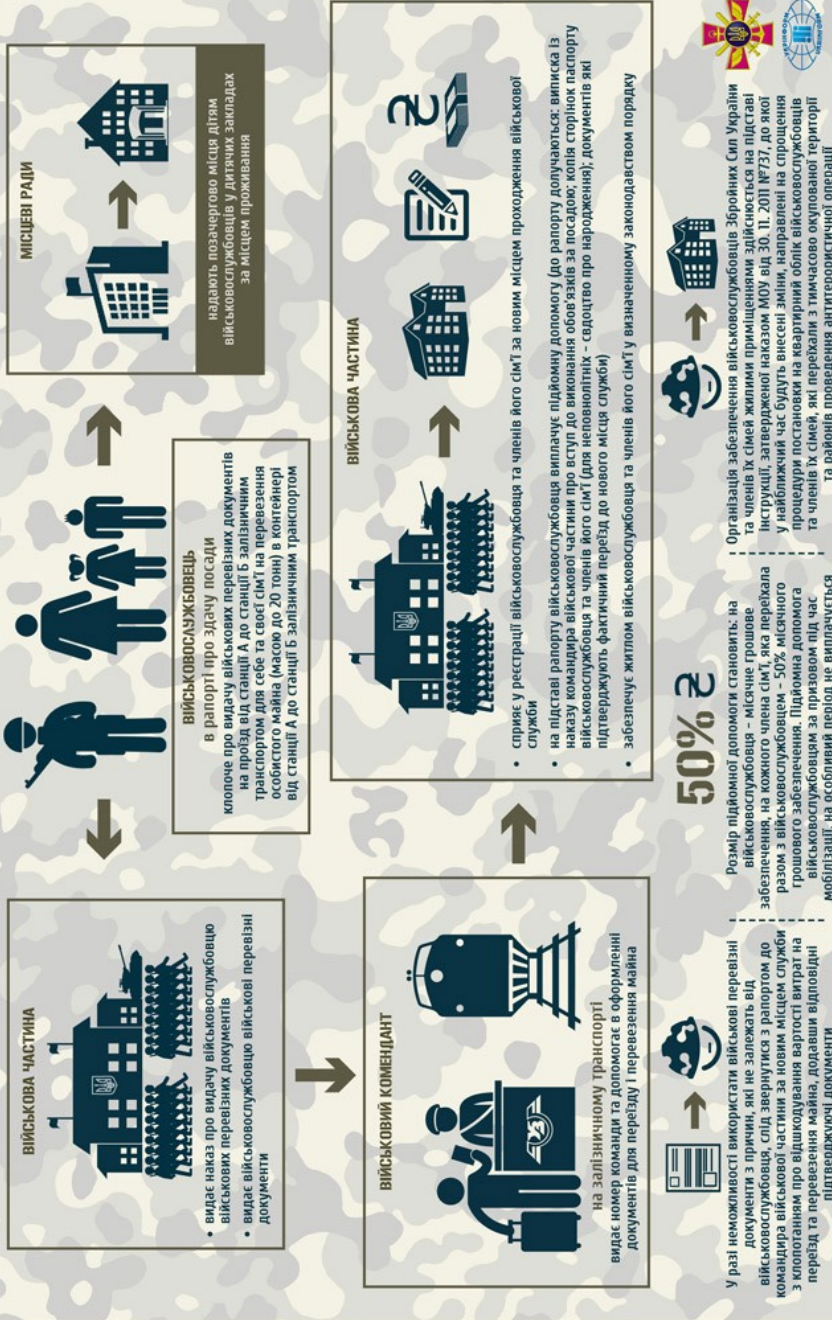 ВІЙСЬКОВА ЧАСТИНА
• видає наказ про видачу військовослужбовцю
військових перевізних документів
• видає військовослужбовцю військові перевізні
документи
ВІЙСЬКОВОСЛУЖБОВЕЦЬ
в рапорті про здачу посади
клопоче про видачу військових перевізних документів
на проїзд від станції А до станції Б залізничним
транспортом для себе та своєї сім'ї на перевезення
особистого майна (масою до 20 тонн) в контейнері
від станції А до станції Б залізничним транспортом
МІСЦЕВІ РАДИ
надають позачергово місця дітям
військовослужбовців у дитячих закладах
за місцем проживання
ВІЙСЬКОВИЙ КОМЕНДАНТ
УЗ
на залізничному транспорті
видає номер команди та допомогає в оформленні
документів для переїзду і перевезення майна
ВІЙСЬКОВА ЧАСТИНА
₴
• сприяє у реєстрації військовослужбовця та членів його сім'ї за новим місцем проходження військової
служби
• на підставі рапорту військовослужбовця виплачує підйомну допомогу (до рапорту долучаються: виписка із
наказу командира військової частини про вступ до виконання обов'язків за посадою; копія сторінок паспорту
військовослужбовця та членів його сім'ї (для неповнолітніх – свдоцтво про народження); документів які
підтверджують фактичний переїзд до нового місця служби)
• забезпечує житлом військовослужбовця та членів його сім'ї у визначеному законодавством порядку
У разі неможливості використати військові перевізні
документи з причин, які не залежать від
військовослужбовця, слід звернутися з рапортом до
командира військової частини за новим місцем служби
з клопотанням про відшкодування вартості витрат на
переїзд та перевезення майна, додавши відповідні
підтверджуючі документи
50% ₴
Розмір підйомної допомоги становить: на
військовослужбовця – місячне грошове
забезпечення, на кожного члена сім'ї, яка переїхала
разом з військовослужбовцем – 50% місячного
грошового забезпечення. Підйомна допомога
військовослужбовцям за призовом під час
мобілізації, на особливий період не виплачується
Організація забезпечення військовослужбовців Збройних Сил України
та членів їх сімей жилими приміщеннями здійснюється на підставі
Інструкції, затвердженої наказом МОУ від 30. 11. 2011 №737, до якої
у найближчий час будуть внесені зміни, направлені на спрощення
процедури постановки на квартирний облік військовослужбовців
та членів їх сімей, які переїхали з тимчасово окупованої території
та районів проведення антитерористичної операції